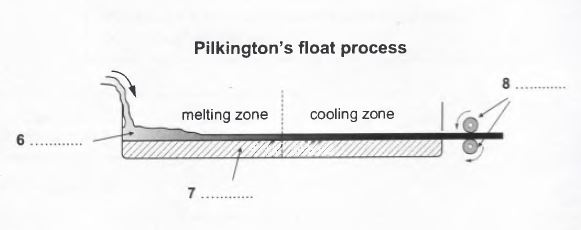 Pilkington's float process
8 ............
melting zone
cooling zone
6 ............
7 ............